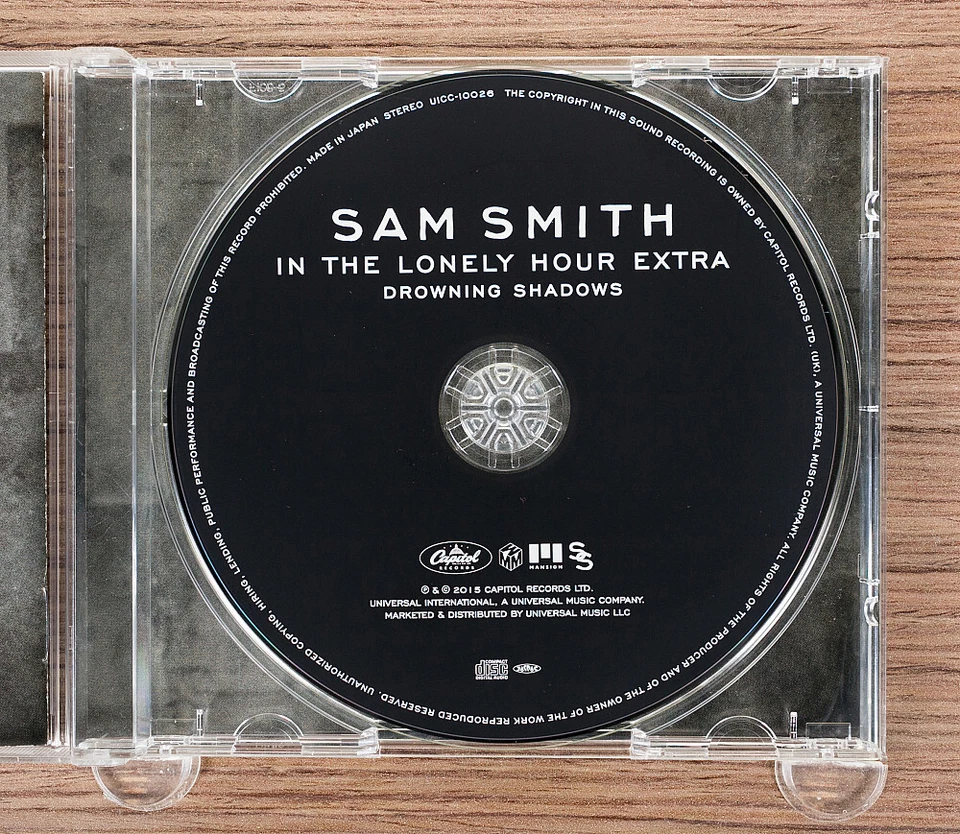 SAM SMITH
IN THE LONELY HOUR EXTRA
DROWNING SHADOWS
Capitol
RECORDS
MANSION
SS
℗ & © 2015 CAPITOL RECORDS LTD.
UNIVERSAL INTERNATIONAL, A UNIVERSAL MUSIC COMPANY.
MARKETED & DISTRIBUTED BY UNIVERSAL MUSIC LLC
COMPACT
disc
DIGITAL AUDIO
MADE IN JAPAN STEREO UICC-10026 THE COPYRIGHT IN THIS SOUND RECORDING IS OWNED BY CAPITOL RECORDS LTD. (UK), A UNIVERSAL MUSIC COMPANY. ALL RIGHTS OF THE PRODUCER AND OF THE OWNER OF THE WORK REPRODUCED RESERVED. UNAUTHORIZED COPYING, HIRING, LENDING, PUBLIC PERFORMANCE AND BROADCASTING OF THIS RECORD PROHIBITED.